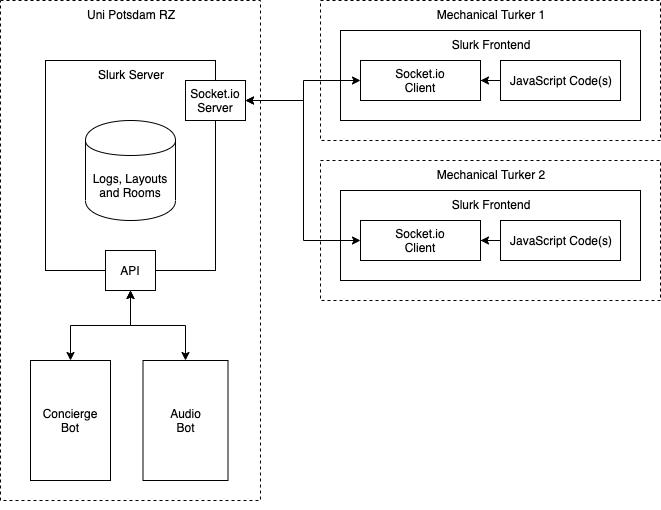 Uni Potsdam RZ
Slurk Server
Socket.io
Server
Logs, Layouts
and Rooms
API
Concierge
Bot
Audio
Bot
Mechanical Turker 1
Slurk Frontend
Socket.io
Client
JavaScript Code(s)
Mechanical Turker 2
Slurk Frontend
Socket.io
Client
JavaScript Code(s)